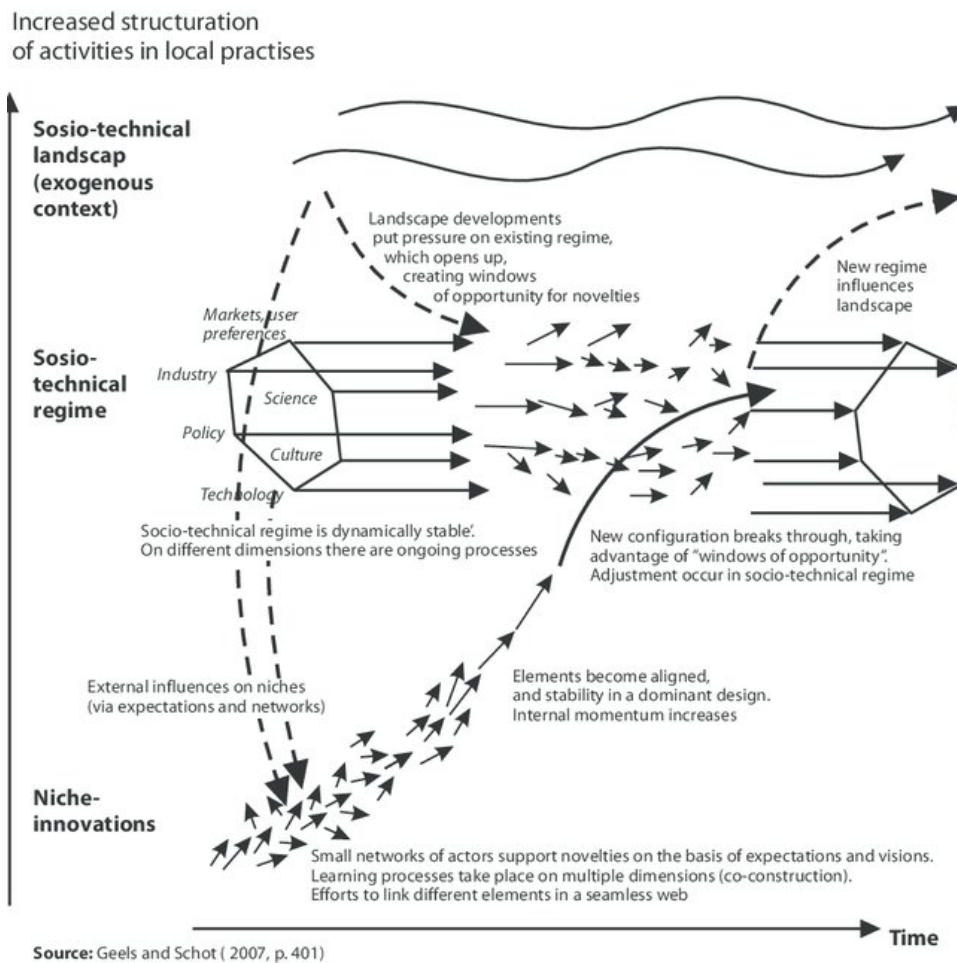 Increased structuration
of activities in local practises
Sosio-technical
landscap
(exogenous
context)
Landscape developments
put pressure on existing regime,
which opens up,
creating windows
of opportunity for novelties
New regime
influences
landscape
Markets, user
preferences
Sosio-
technical
regime
Industry
Science
Policy
Culture
Technology
Socio-technical regime is dynamically stable'.
On different dimensions there are ongoing processes
New configuration breaks through, taking
advantage of "windows of opportunity".
Adjustment occur in socio-technical regime
External influences on niches
(via expectations and networks)
Elements become aligned,
and stability in a dominant design.
Internal momentum increases
Niche-
innovations
Small networks of actors support novelties on the basis of expectations and visions.
Learning processes take place on multiple dimensions (co-construction).
Efforts to link different elements in a seamless web
Time
Source: Geels and Schot ( 2007, p. 401)